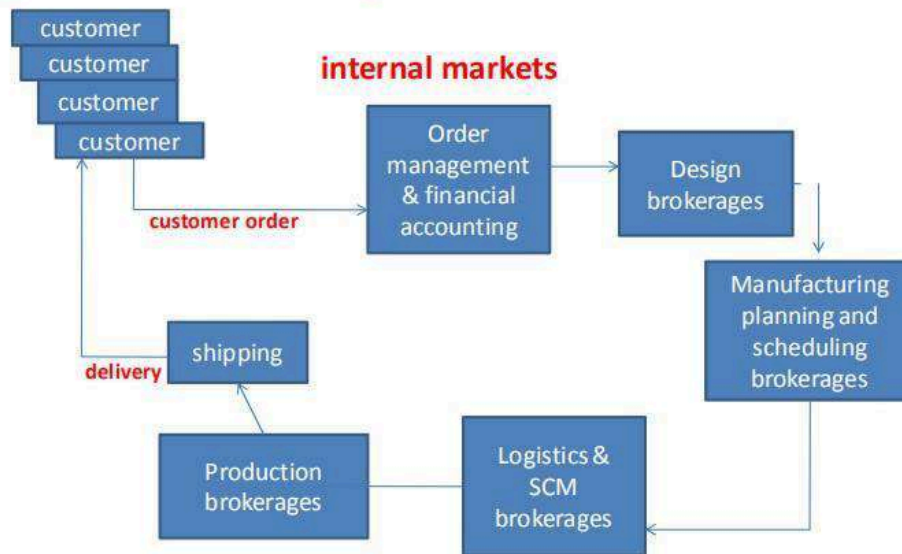 customer
customer
customer
customer
internal markets
Order
management
& financial
accounting
Design
brokerages
customer order
Manufacturing
planning and
scheduling
brokerages
shipping
delivery
Logistics &
SCM
brokerages
Production
brokerages